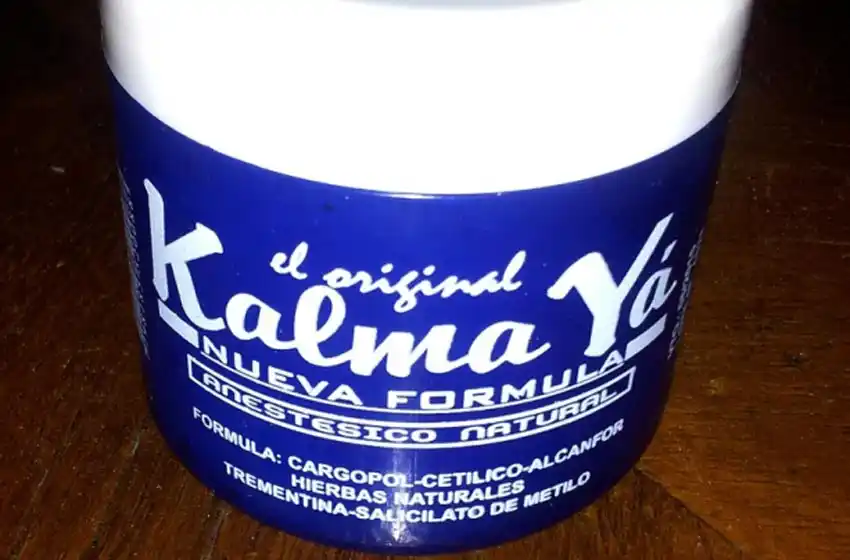 el original
Kalma Yá
NUEVA FORMULA
ANESTESICO NATURAL
FORMULA: CARGOPOL-CETILICO-ALCANFOR
HIERBAS NATURALES
TREMENTINA-SALICILATO DE METILO